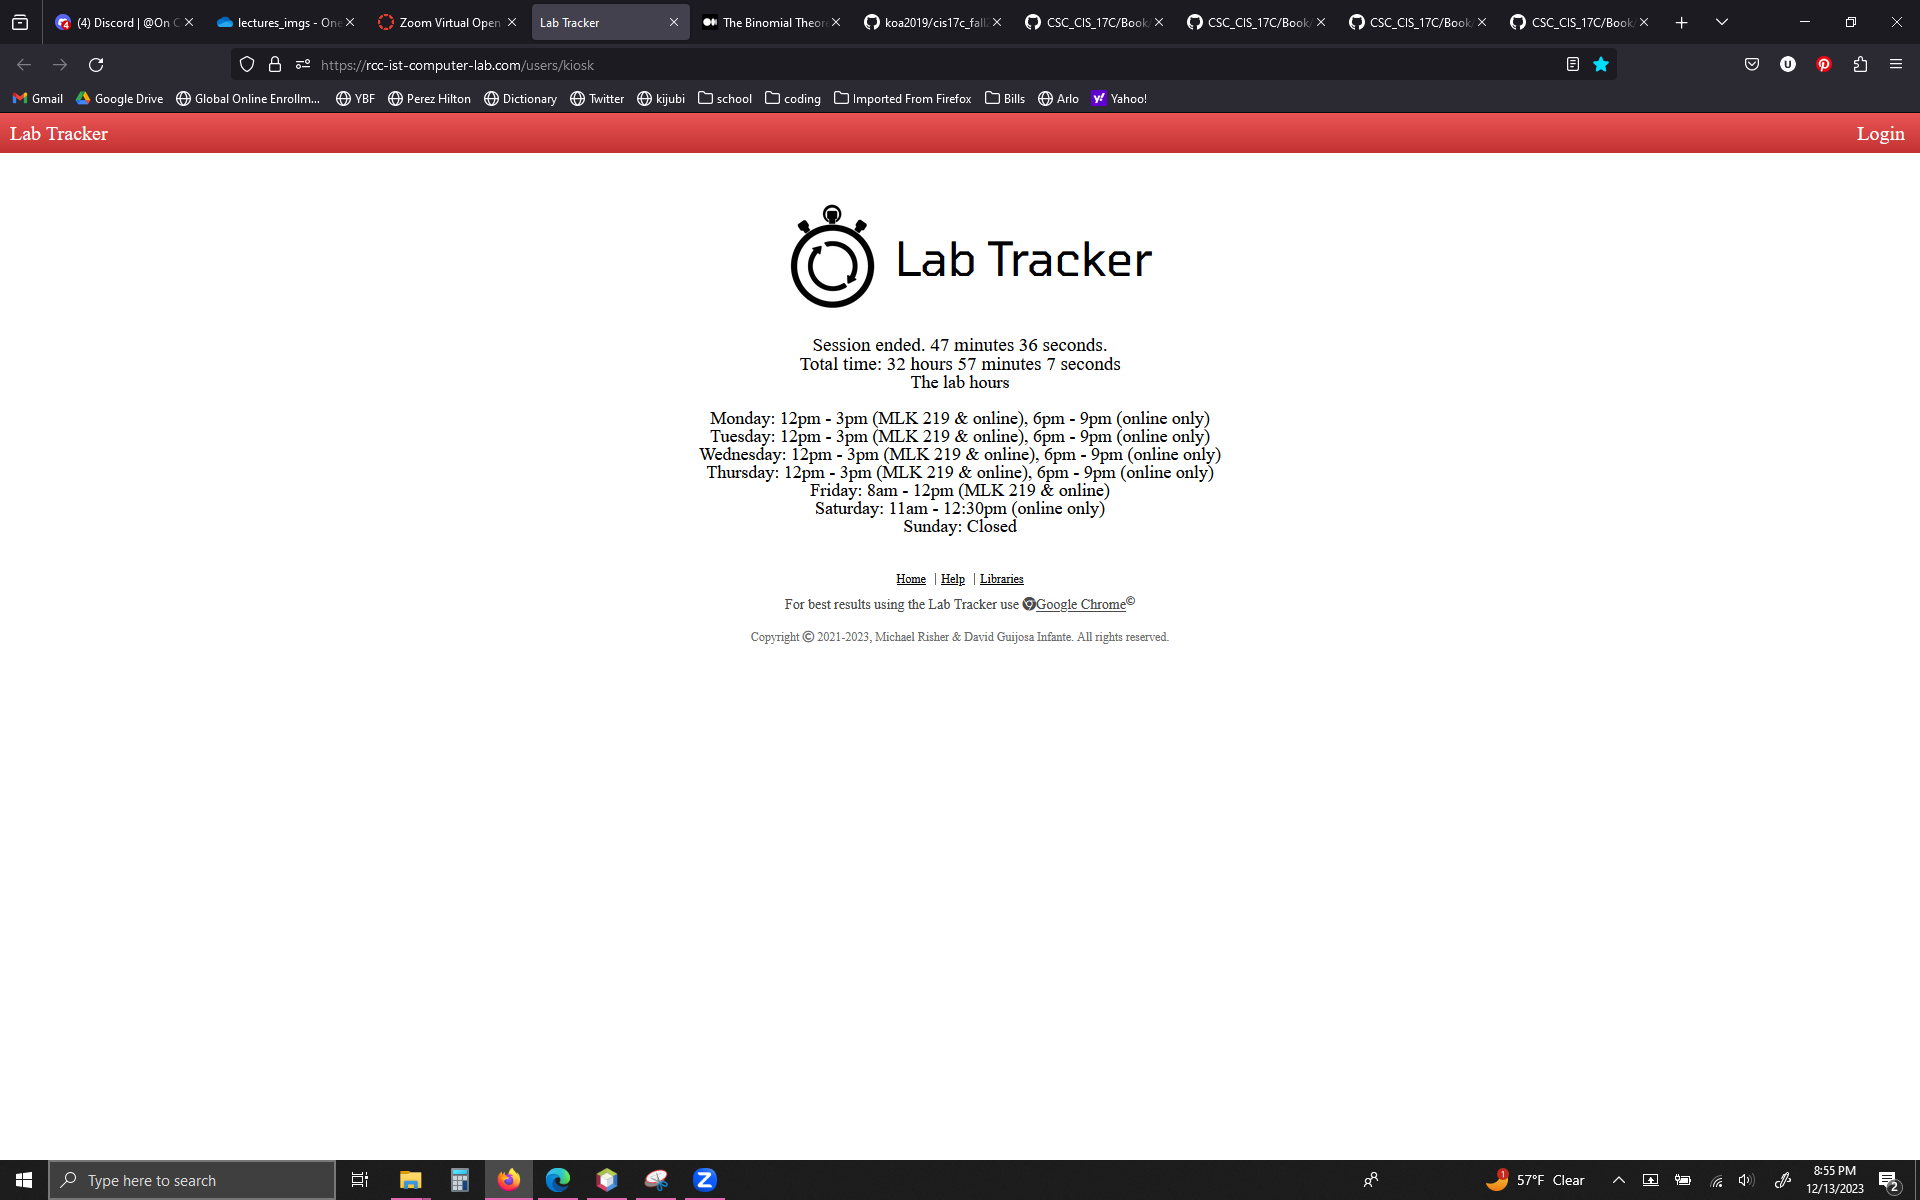 (4) Discord | @On C
lectures_imgs - One
Zoom Virtual Open
Lab Tracker
The Binomial Theor
koa2019/cis17c_fall
CSC_CIS_17C/Book
CSC_CIS_17C/Book
CSC_CIS_17C/Book
CSC_CIS_17C/Book
https://rcc-ist-computer-lab.com/users/kiosk
Gmail
Google Drive
Global Online Enrollm...
YBF
Perez Hilton
Dictionary
Twitter
kijubi
school
coding
Imported From Firefox
Bills
Arlo
Yahoo!
Lab Tracker
Login
Lab Tracker
Session ended. 47 minutes 36 seconds.
Total time: 32 hours 57 minutes 7 seconds
The lab hours
Monday: 12pm - 3pm (MLK 219 & online), 6pm - 9pm (online only)
Tuesday: 12pm - 3pm (MLK 219 & online), 6pm - 9pm (online only)
Wednesday: 12pm - 3pm (MLK 219 & online), 6pm - 9pm (online only)
Thursday: 12pm - 3pm (MLK 219 & online), 6pm - 9pm (online only)
Friday: 8am - 12pm (MLK 219 & online)
Saturday: 11am - 12:30pm (online only)
Sunday: Closed
Home | Help | Libraries
For best results using the Lab Tracker use Google Chrome©
Copyright © 2021-2023, Michael Risher & David Guijosa Infante. All rights reserved.
Type here to search
57°F Clear
8:55 PM
12/13/2023
2